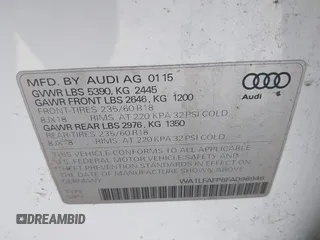 MFD. BY AUDI AG 01 15
GVWR LBS 5390, KG 2445
GAWR FRONT LBS 2646, KG 1200
FRONT-TIRES 235/60 R18
8JX18 RIMS AT 220 KPA 32 PSI COLD
GAWR REAR LBS 2976, KG 1350
REAR-TIRES 235/60 R18
8JX18 RIMS AT 220 KPA 32 PSI COLD
THIS VEHICLE CONFORMS TO ALL APPLICABLE
U.S. FEDERAL MOTOR VEHICLE SAFETY
BUMPER AND THEFT PREVENTION
STANDARDS IN EFFECT ON THE DATE
OF MANUFACTURE SHOWN ABOVE.
Audi
DREAMBID